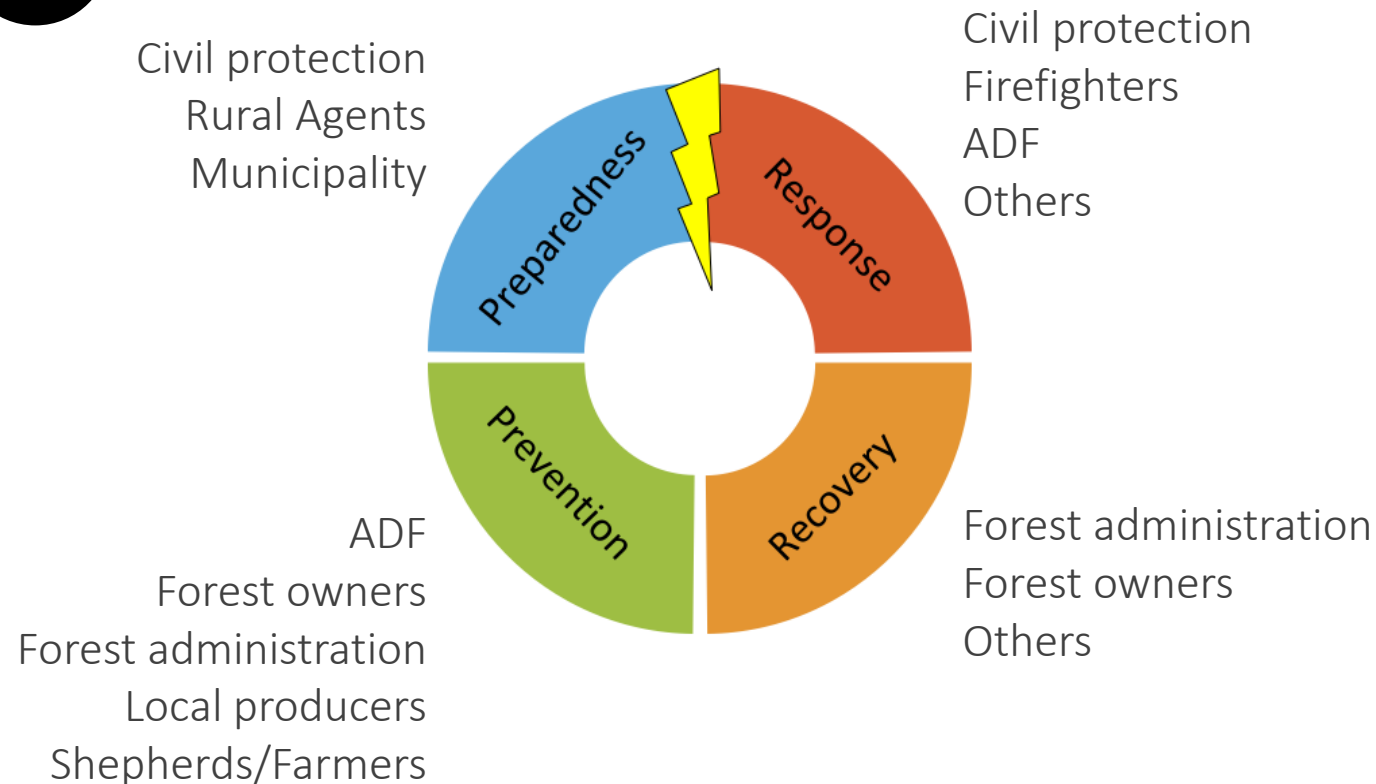 Civil protection
Rural Agents
Municipality
Civil protection
Firefighters
ADF
Others
Preparedness
Response
Prevention
Recovery
ADF
Forest owners
Forest administration
Local producers
Shepherds/Farmers
Forest administration
Forest owners
Others